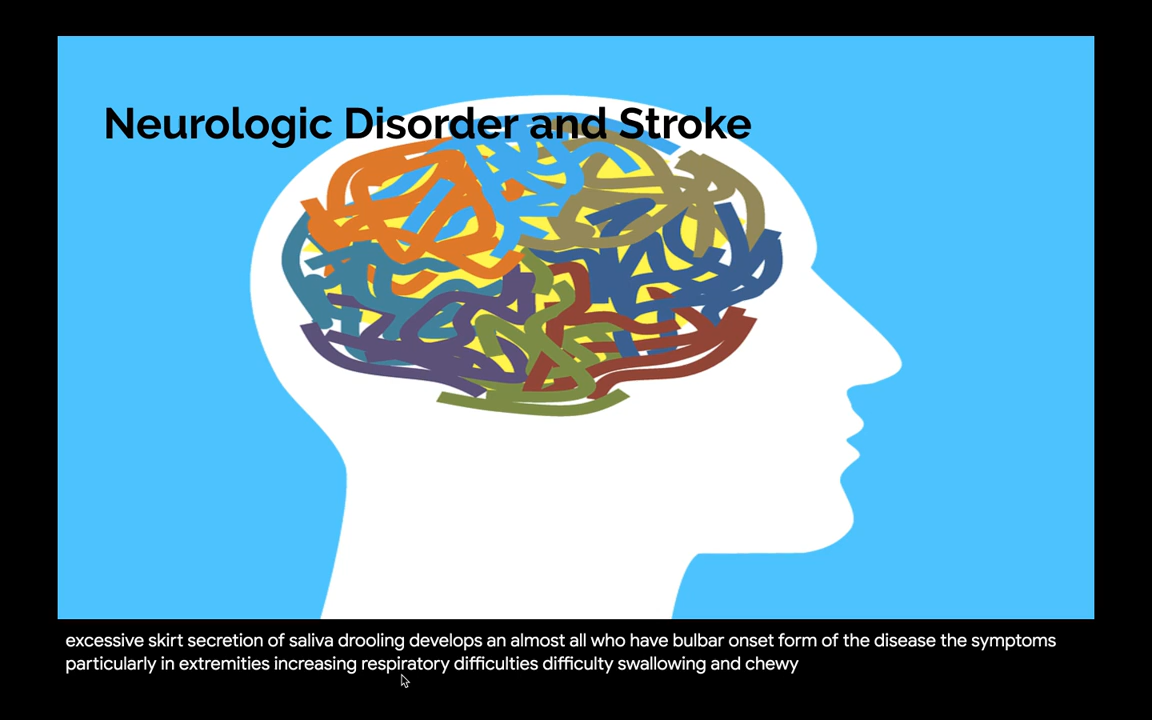 Neurologic Disorder and Stroke
excessive skirt secretion of saliva drooling develops an almost all who have bulbar onset form of the disease the symptoms
particularly in extremities increasing respiratory difficulties difficulty swallowing and chewy